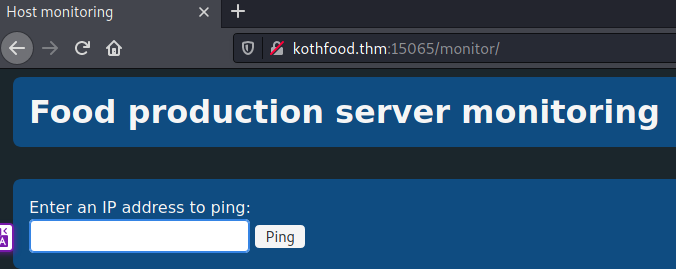 Host monitoring
kothfood.thm:15065/monitor/
Food production server monitoring
Enter an IP address to ping:
Ping